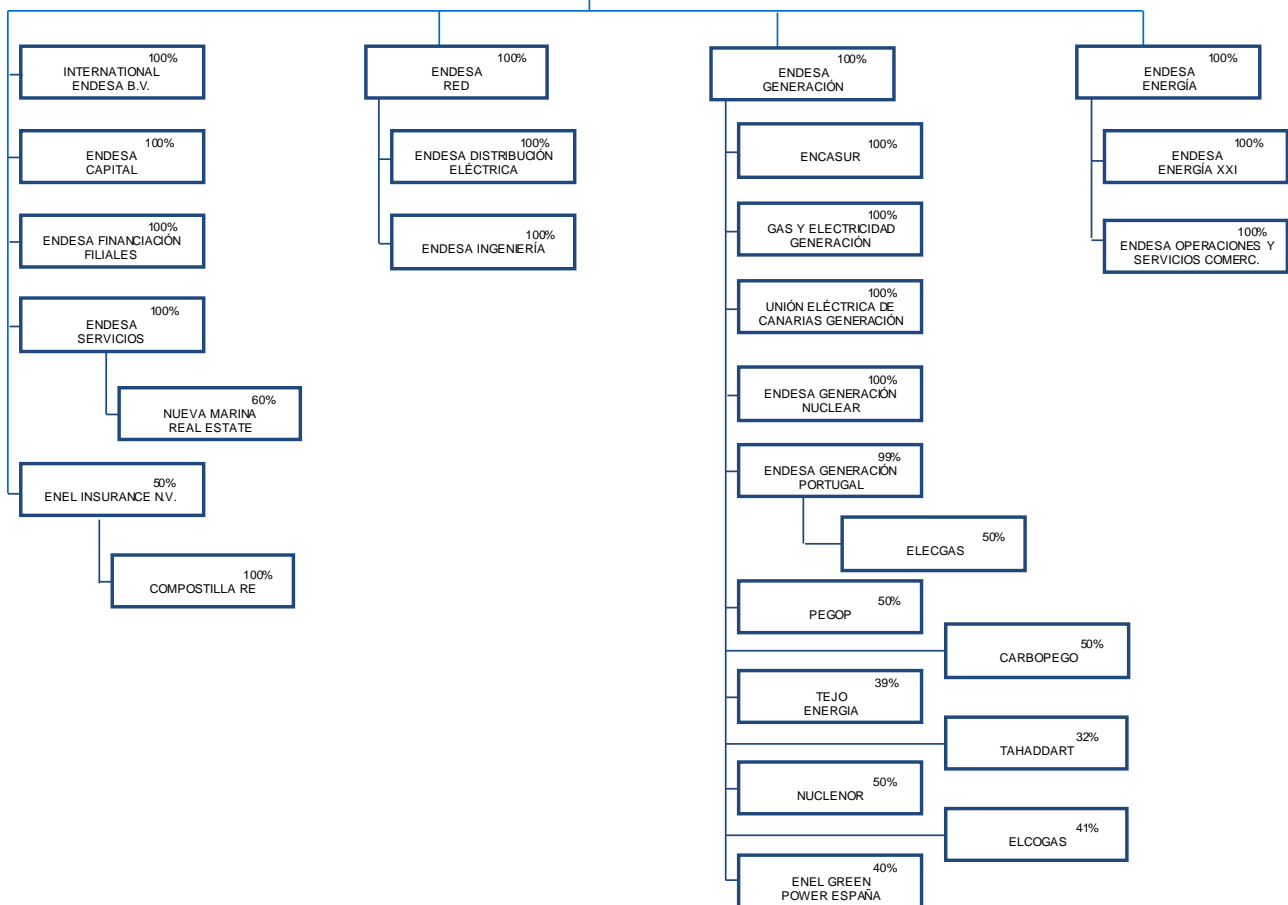 100%
INTERNATIONAL
ENDESA B.V.
100%
ENDESA
CAPITAL
100%
ENDESA FINANCIACIÓN
FILIALES
100%
ENDESA
SERVICIOS
60%
NUEVA MARINA
REAL ESTATE
50%
ENEL INSURANCE N.V.
100%
COMPOSTILLA RE
100%
ENDESA
RED
100%
ENDESA DISTRIBUCIÓN
ELÉCTRICA
100%
ENDESA INGENIERÍA
100%
ENDESA
GENERACIÓN
100%
ENCASUR
100%
GAS Y ELECTRICIDAD
GENERACIÓN
100%
UNIÓN ELÉCTRICA DE
CANARIAS GENERACIÓN
100%
ENDESA GENERACIÓN
NUCLEAR
99%
ENDESA GENERACIÓN
PORTUGAL
50%
ELECGAS
50%
PEGOP
50%
CARBOPEGO
39%
TEJO
ENERGIA
32%
TAHADDART
50%
NUCLENOR
41%
ELCOGAS
40%
ENEL GREEN
POWER ESPAÑA
100%
ENDESA
ENERGÍA
100%
ENDESA
ENERGÍA XXI
100%
ENDESA OPERACIONES Y
SERVICIOS COMERC.